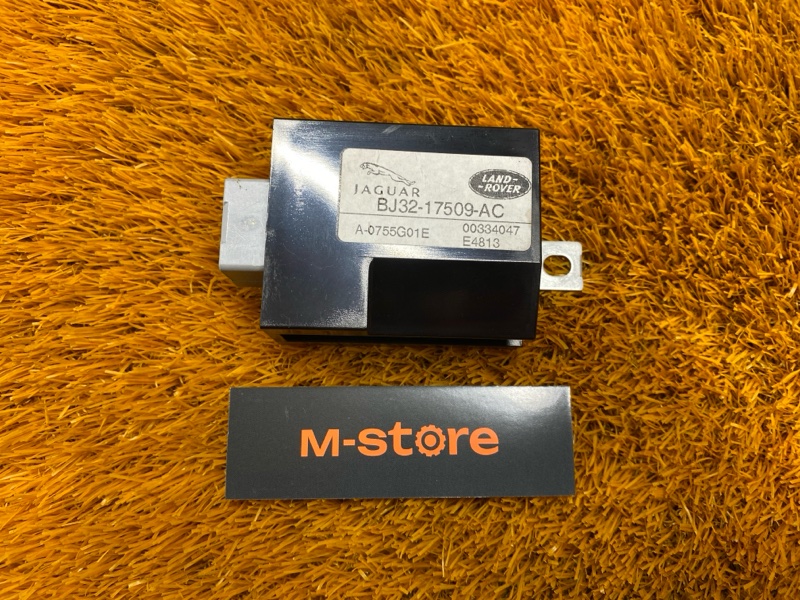 JAGUAR
LAND-
-ROVER
BJ32-17509-AC
A-0755G01E 00334047
E4813
M-store